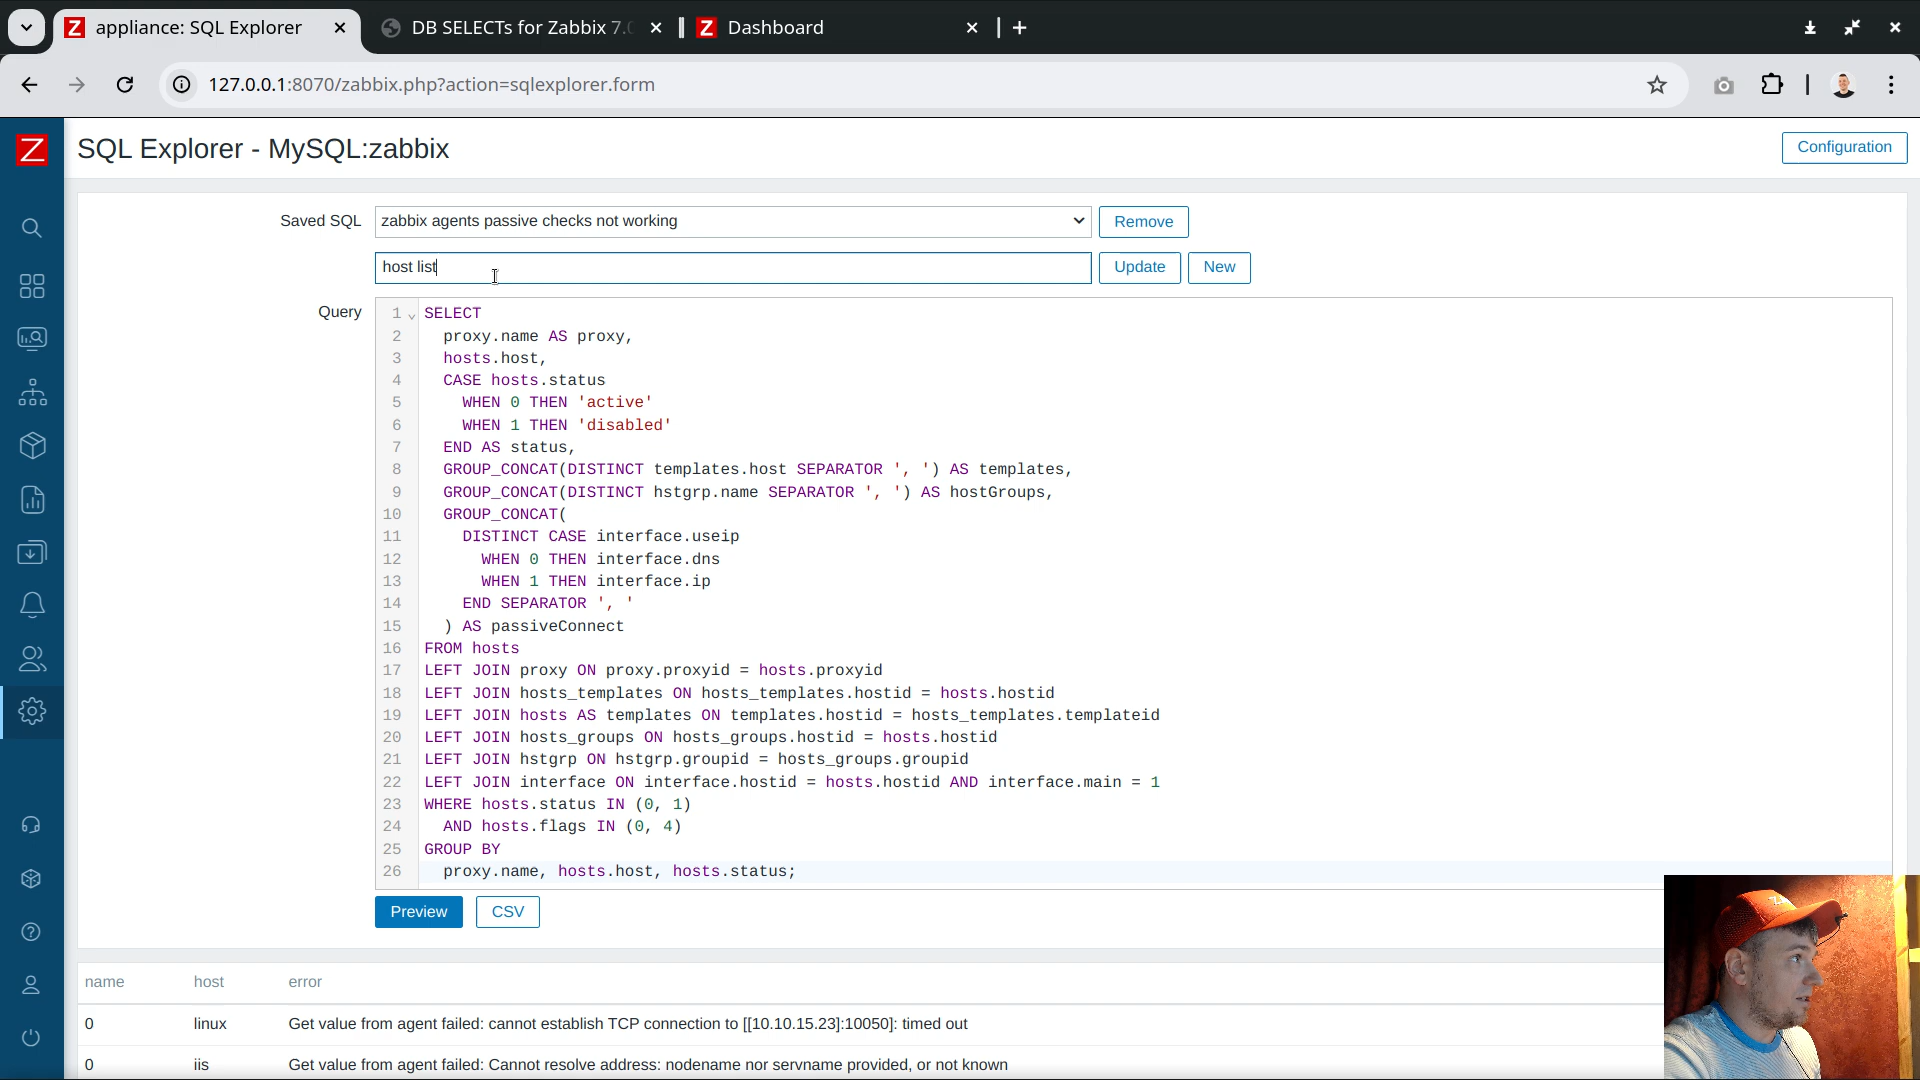 appliance: SQL Explorer
DB SELECTs for Zabbix 7.0
Dashboard
127.0.0.1:8070/zabbix.php?action=sqlexplorer.form
Z
SQL Explorer - MySQL:zabbix
Configuration
Saved SQL
zabbix agents passive checks not working
Remove
host list
Update
New
Query
1 SELECT
2 proxy.name AS proxy,
3 hosts.host,
4 CASE hosts.status
5 WHEN 0 THEN 'active'
6 WHEN 1 THEN 'disabled'
7 END AS status,
8 GROUP_CONCAT(DISTINCT templates.host SEPARATOR ', ') AS templates,
9 GROUP_CONCAT(DISTINCT hstgrp.name SEPARATOR ', ') AS hostGroups,
10 GROUP_CONCAT(
11 DISTINCT CASE interface.useip
12 WHEN 0 THEN interface.dns
13 WHEN 1 THEN interface.ip
14 END SEPARATOR ', '
15 ) AS passiveConnect
16 FROM hosts
17 LEFT JOIN proxy ON proxy.proxyid = hosts.proxyid
18 LEFT JOIN hosts_templates ON hosts_templates.hostid = hosts.hostid
19 LEFT JOIN hosts AS templates ON templates.hostid = hosts_templates.templateid
20 LEFT JOIN hosts_groups ON hosts_groups.hostid = hosts.hostid
21 LEFT JOIN hstgrp ON hstgrp.groupid = hosts_groups.groupid
22 LEFT JOIN interface ON interface.hostid = hosts.hostid AND interface.main = 1
23 WHERE hosts.status IN (0, 1)
24 AND hosts.flags IN (0, 4)
25 GROUP BY
26 proxy.name, hosts.host, hosts.status;
Preview
CSV
name host error
0 linux Get value from agent failed: cannot establish TCP connection to [[10.10.15.23]:10050]: timed out
0 iis Get value from agent failed: Cannot resolve address: nodename nor servname provided, or not known